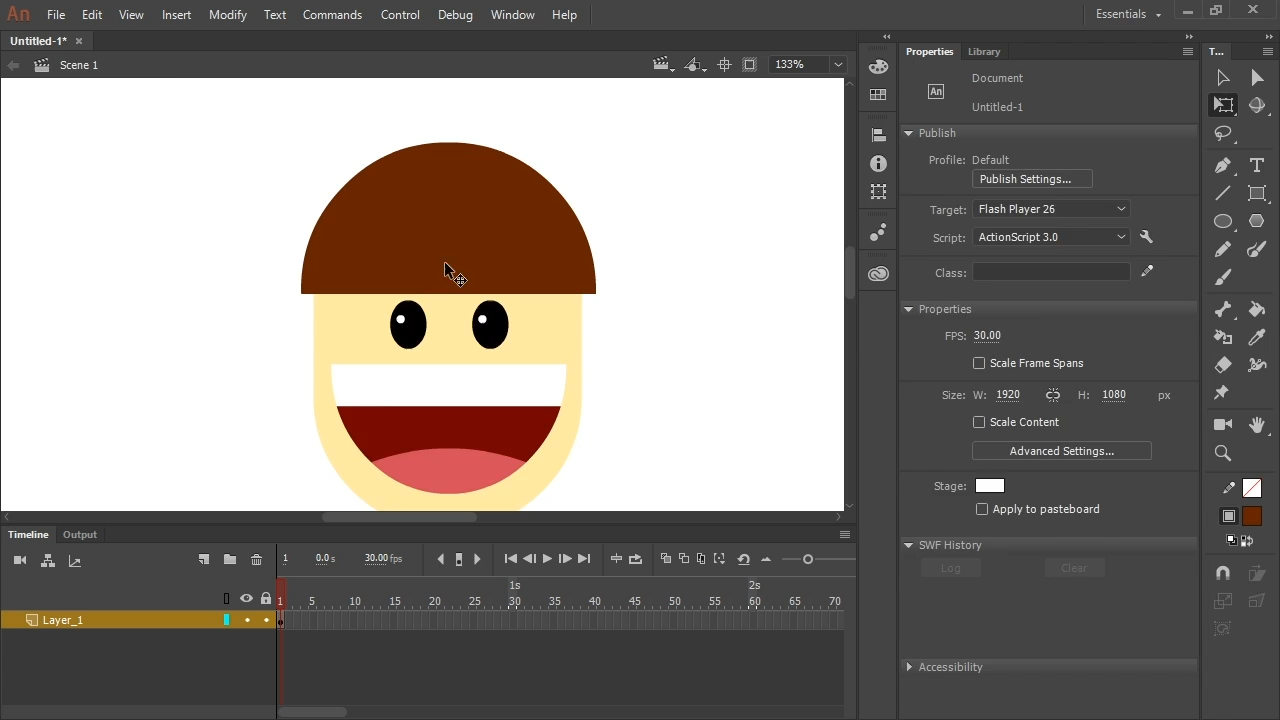 An File Edit View Insert Modify Text Commands Control Debug Window Help Essentials
Untitled-1* ×
Scene 1 133%
Properties Library T...
An Document
Untitled-1
Publish
Profile: Default
Publish Settings...
Target: Flash Player 26
Script: ActionScript 3.0
Class:
Properties
FPS: 30.00
Scale Frame Spans
Size: W: 1920 H: 1080 px
Scale Content
Advanced Settings...
Stage:
Apply to pasteboard
SWF History
Log Clear
Accessibility
Timeline Output
1 0.0 s 30.00 fps
1s 2s
1 5 10 15 20 25 30 35 40 45 50 55 60 65 70
Layer_1